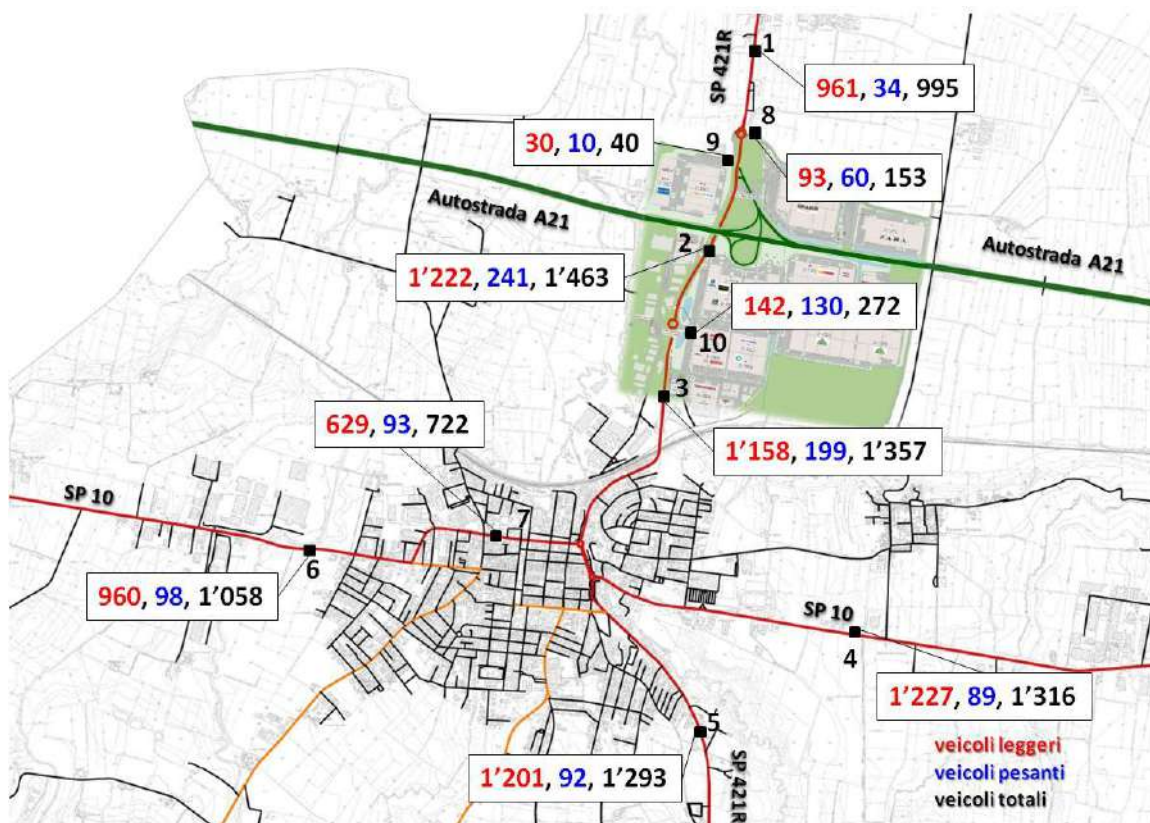 SP 421R
1
961, 34, 995
8
9
30, 10, 40
93, 60, 153
Autostrada A21
Autostrada A21
2
1'222, 241, 1'463
142, 130, 272
10
3
629, 93, 722
1'158, 199, 1'357
SP 10
7
6
960, 98, 1'058
SP 10
4
1'227, 89, 1'316
5
1'201, 92, 1'293
SP 421R
veicoli leggeri
veicoli pesanti
veicoli totali